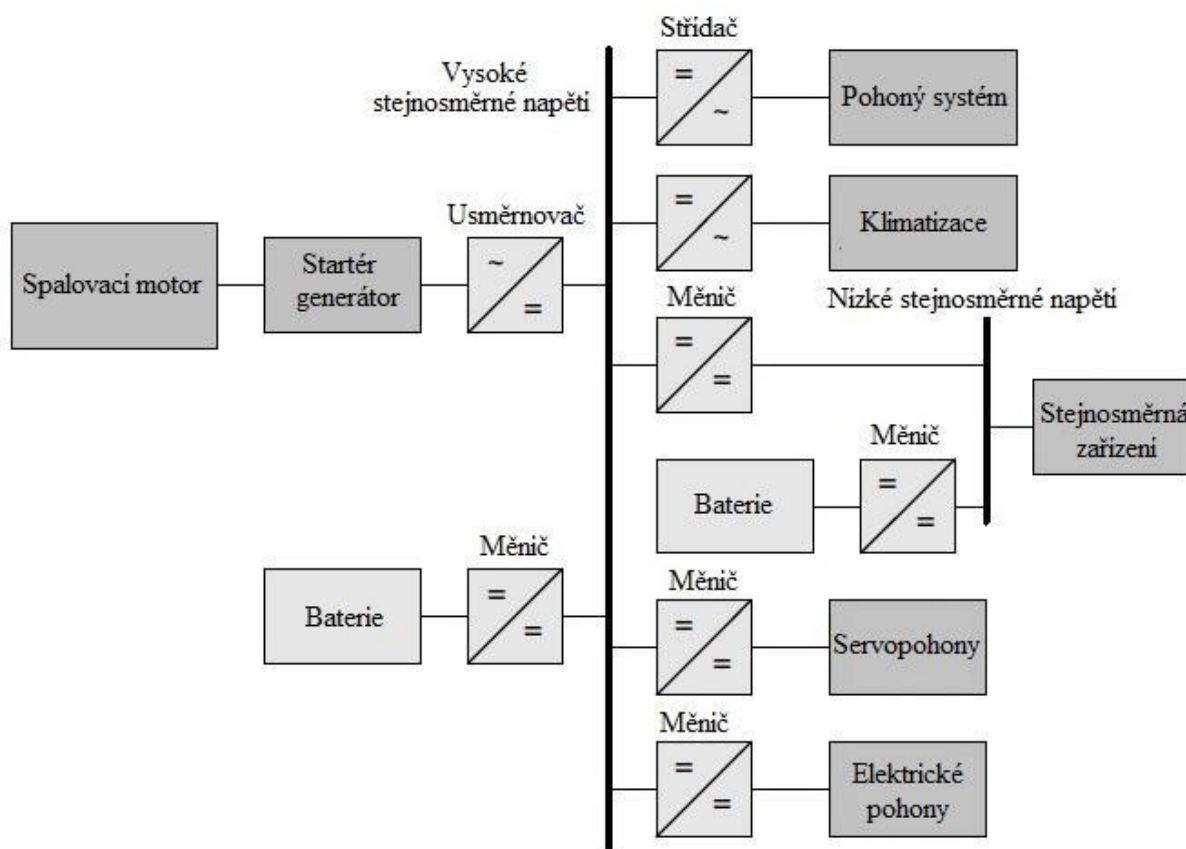 Střídač
=
~
Pohoný systém
Vysoké
stejnosměrné napětí
=
~
Klimatizace
Usměrnovač
~
=
Spalovací motor
Startér
generátor
Měnič
=
=
Nízké stejnosměrné napětí
Stejnosměrná
zařízení
Měnič
=
=
Baterie
Měnič
=
=
Baterie
Měnič
=
=
Servopohony
Měnič
=
=
Elektrické
pohony